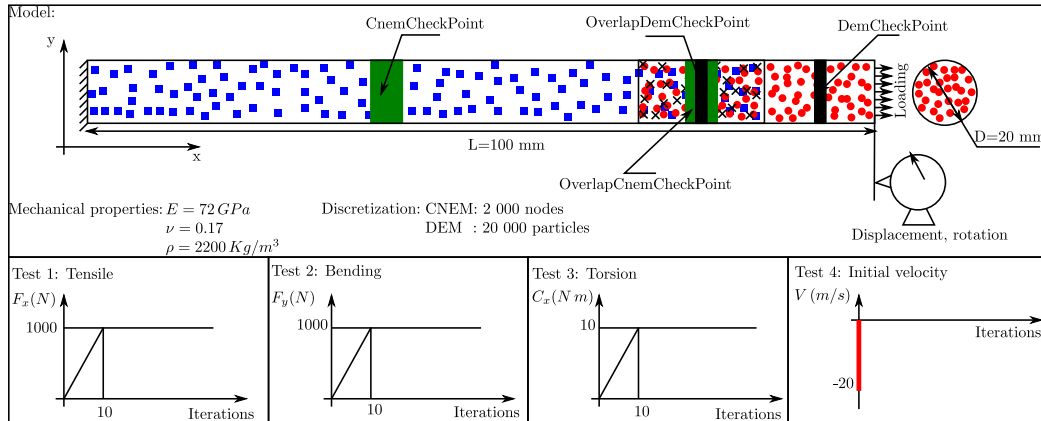 Model:
CnemCheckPoint
OverlapDemCheckPoint
DemCheckPoint
y
x
L=100 mm
Loading
D=20 mm
OverlapCnemCheckPoint
Displacement, rotation
Mechanical properties: E = 72 GPa
ν = 0.17
ρ = 2200 Kg/m³
Discretization: CNEM: 2 000 nodes
DEM : 20 000 particles
Test 1: Tensile
Fx(N)
1000
10
Iterations
Test 2: Bending
Fy(N)
1000
10
Iterations
Test 3: Torsion
Cx(N m)
10
10
Iterations
Test 4: Initial velocity
V(m/s)
Iterations
-20